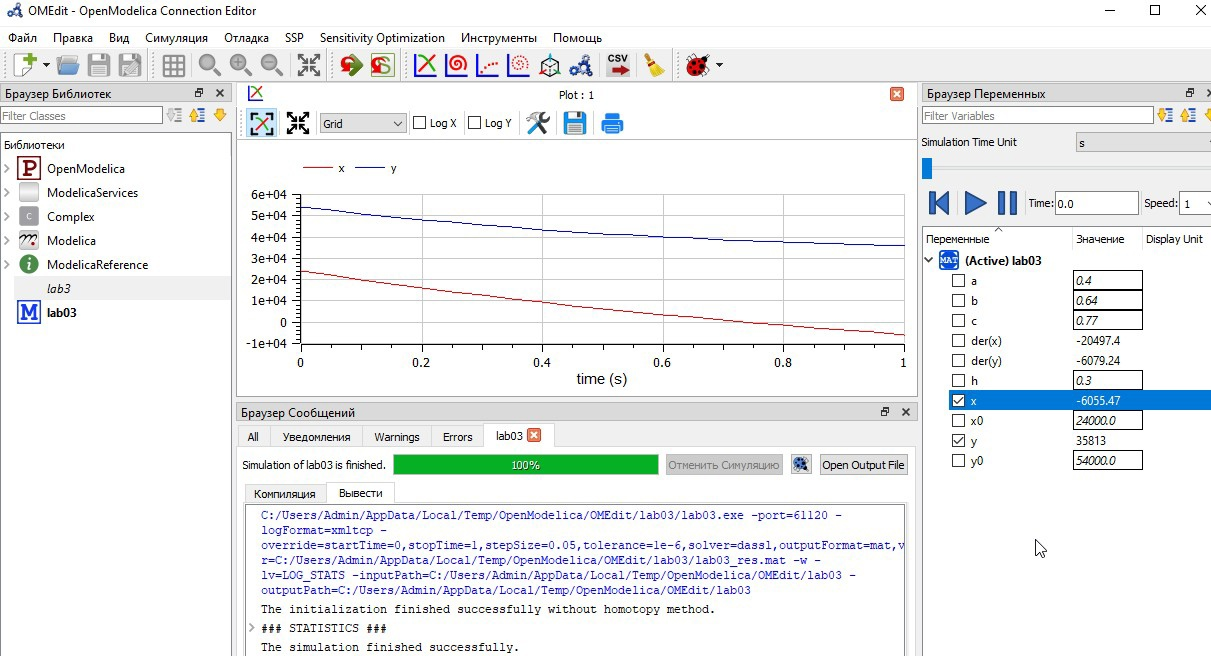 OMEdit - OpenModelica Connection Editor
Файл Правка Вид Симуляция Отладка SSP Sensitivity Optimization Инструменты Помощь
CSV
Браузер Библиотек
Filter Classes
Библиотеки
P OpenModelica
ModelicaServices
C Complex
Modelica
i ModelicaReference
lab3
M lab03
Plot : 1
Grid Log X Log Y
x y
6e+04
5e+04
4e+04
3e+04
2e+04
1e+04
0
-1e+04
0 0.2 0.4 0.6 0.8 1
time (s)
Браузер Сообщений
All Уведомления Warnings Errors lab03
Simulation of lab03 is finished. 100% Отменить Симуляцию Open Output File
Компиляция Вывести
C:/Users/Admin/AppData/Local/Temp/OpenModelica/OMEdit/lab03/lab03.exe -port=61120 -
logFormat=xmltcp -
override=startTime=0,stopTime=1,stepSize=0.05,tolerance=1e-6,solver=dassl,outputFormat=mat,v
r=C:/Users/Admin/AppData/Local/Temp/OpenModelica/OMEdit/lab03/lab03_res.mat -w -
lv=LOG_STATS -inputPath=C:/Users/Admin/AppData/Local/Temp/OpenModelica/OMEdit/lab03 -
outputPath=C:/Users/Admin/AppData/Local/Temp/OpenModelica/OMEdit/lab03
The initialization finished successfully without homotopy method.
### STATISTICS ###
The simulation finished successfully.
Браузер Переменных
Filter Variables
Simulation Time Unit s
Time: 0.0 Speed: 1
Переменные Значение Display Unit
MAT (Active) lab03
a 0.4
b 0.64
c 0.77
der(x) -20497.4
der(y) -6079.24
h 0.3
x -6055.47
x0 24000.0
y 35813
y0 54000.0